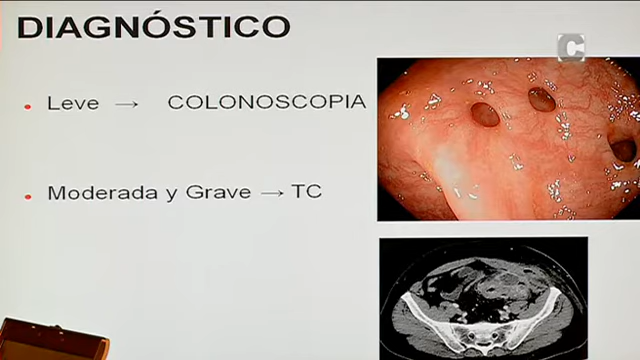 DIAGNÓSTICO
C
• Leve → COLONOSCOPIA
• Moderada y Grave → TC